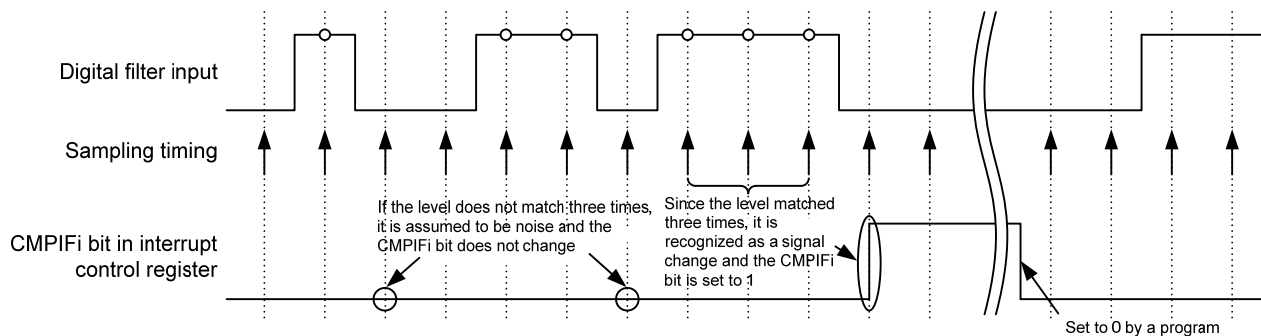 Digital filter input
Sampling timing
If the level does not match three times,
it is assumed to be noise and the
CMPIFi bit does not change
Since the level matched
three times, it is
recognized as a signal
change and the CMPIFi
bit is set to 1
CMPIFi bit in interrupt
control register
Set to 0 by a program